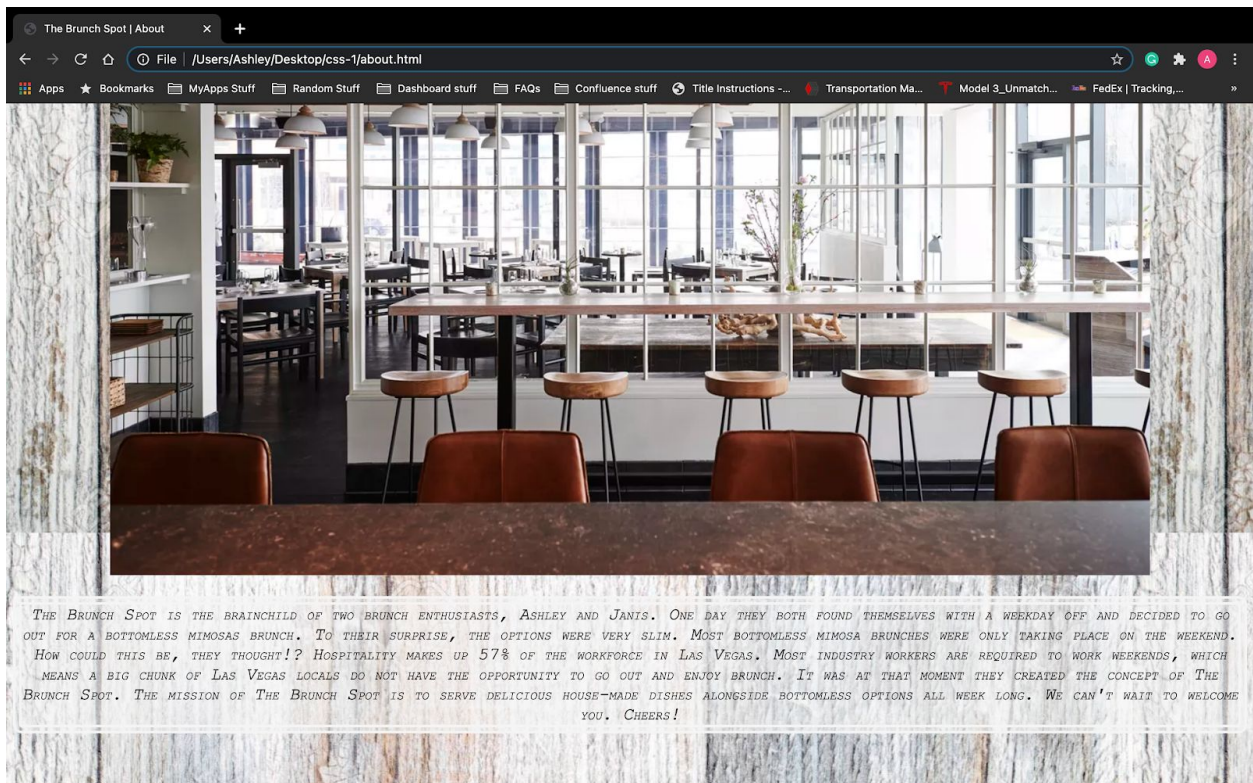 The Brunch Spot | About
File | /Users/Ashley/Desktop/css-1/about.html
A
Apps Bookmarks MyApps Stuff Random Stuff Dashboard stuff FAQs Confluence stuff Title Instructions -... Transportation Ma... Model 3_Unmatch... FedEx | Tracking,... »
The Brunch Spot is the brainchild of two brunch enthusiasts, Ashley and Janis. One day they both found themselves with a weekday off and decided to go
out for a bottomless mimosas brunch. To their surprise, the options were very slim. Most bottomless mimosa brunches were only taking place on the weekend.
How could this be, they thought!? Hospitality makes up 57% of the workforce in Las Vegas. Most industry workers are required to work weekends, which
means a big chunk of Las Vegas locals do not have the opportunity to go out and enjoy brunch. It was at that moment they created the concept of The
Brunch Spot. The mission of The Brunch Spot is to serve delicious house-made dishes alongside bottomless options all week long. We can't wait to welcome
you. Cheers!